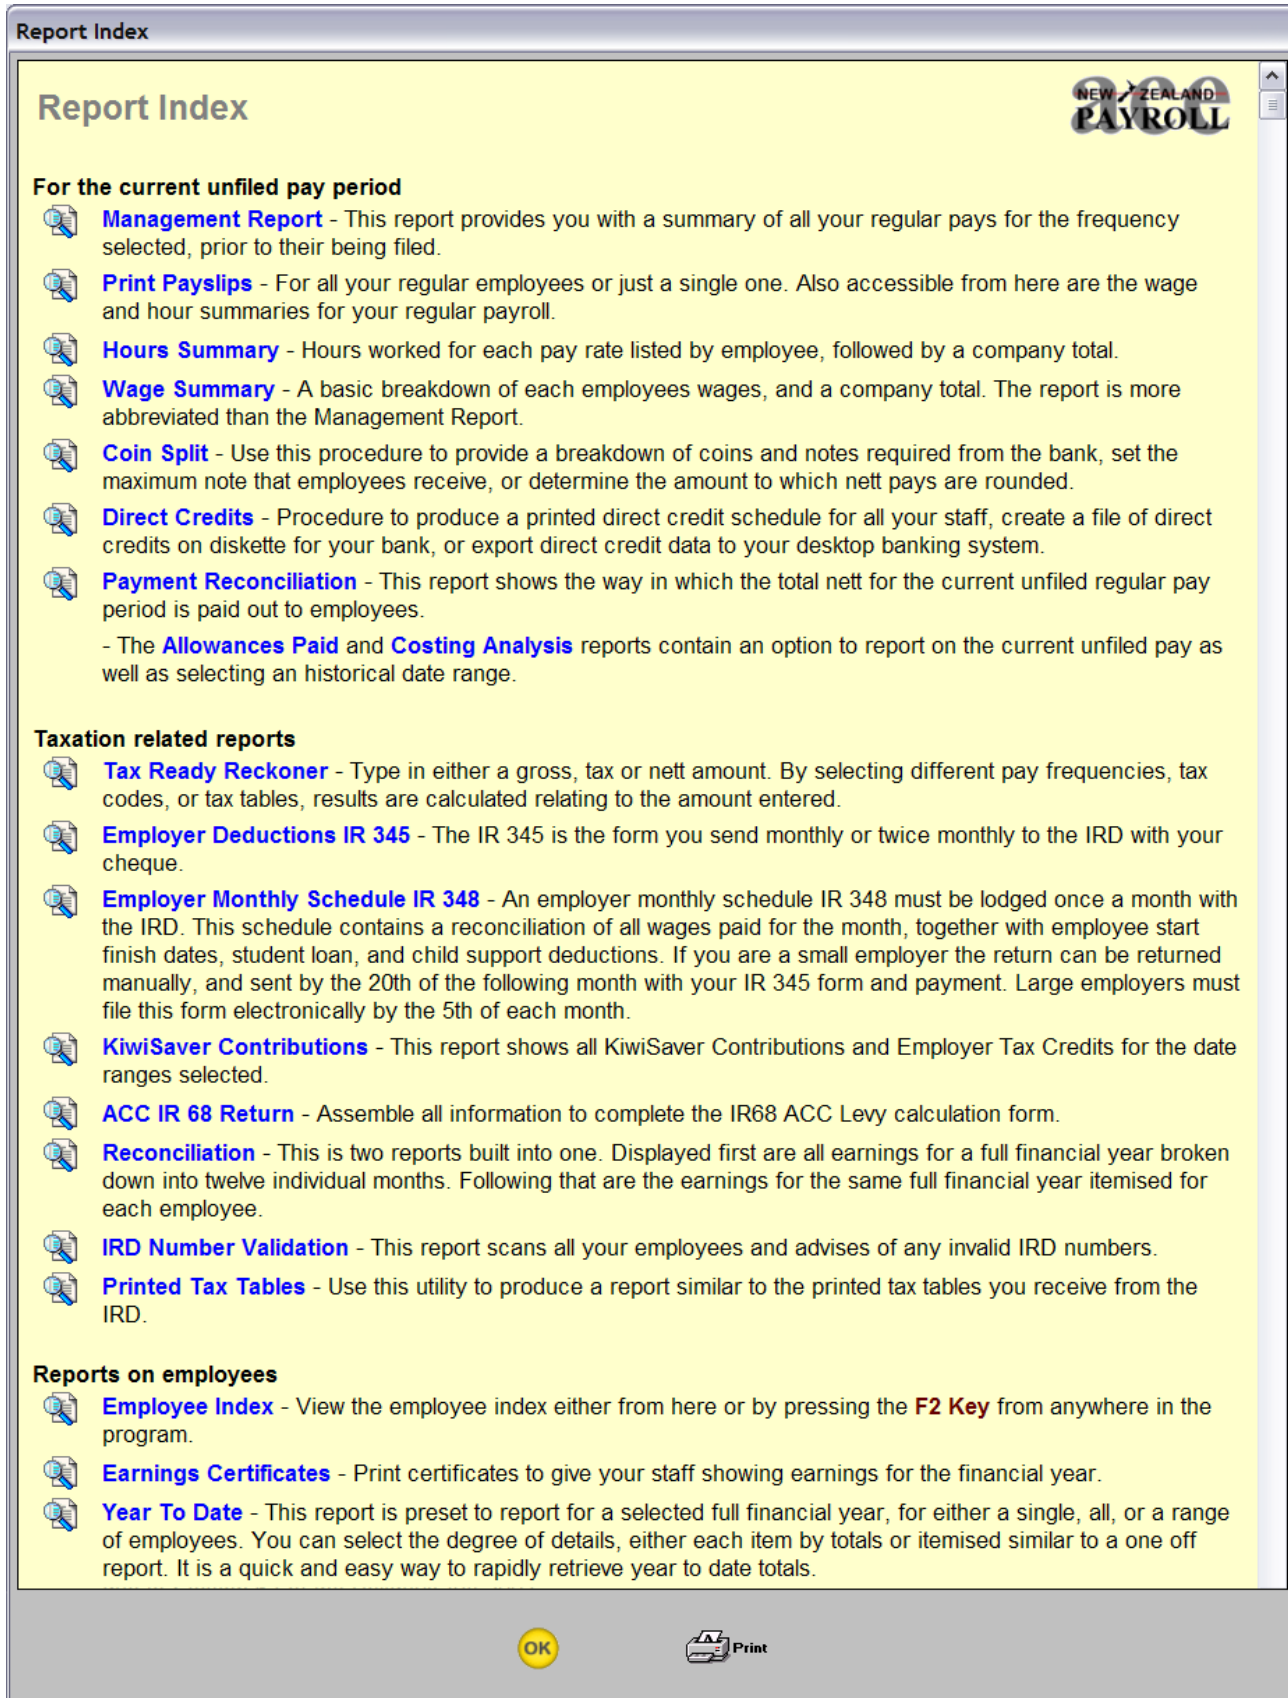 Report Index
Report Index
ace
NEW ZEALAND
PAYROLL
For the current unfiled pay period
Management Report - This report provides you with a summary of all your regular pays for the frequency
selected, prior to their being filed.
Print Payslips - For all your regular employees or just a single one. Also accessible from here are the wage
and hour summaries for your regular payroll.
Hours Summary - Hours worked for each pay rate listed by employee, followed by a company total.
Wage Summary - A basic breakdown of each employees wages, and a company total. The report is more
abbreviated than the Management Report.
Coin Split - Use this procedure to provide a breakdown of coins and notes required from the bank, set the
maximum note that employees receive, or determine the amount to which nett pays are rounded.
Direct Credits - Procedure to produce a printed direct credit schedule for all your staff, create a file of direct
credits on diskette for your bank, or export direct credit data to your desktop banking system.
Payment Reconciliation - This report shows the way in which the total nett for the current unfiled regular pay
period is paid out to employees.
- The Allowances Paid and Costing Analysis reports contain an option to report on the current unfiled pay as
well as selecting an historical date range.
Taxation related reports
Tax Ready Reckoner - Type in either a gross, tax or nett amount. By selecting different pay frequencies, tax
codes, or tax tables, results are calculated relating to the amount entered.
Employer Deductions IR 345 - The IR 345 is the form you send monthly or twice monthly to the IRD with your
cheque.
Employer Monthly Schedule IR 348 - An employer monthly schedule IR 348 must be lodged once a month with
the IRD. This schedule contains a reconciliation of all wages paid for the month, together with employee start
finish dates, student loan, and child support deductions. If you are a small employer the return can be returned
manually, and sent by the 20th of the following month with your IR 345 form and payment. Large employers must
file this form electronically by the 5th of each month.
KiwiSaver Contributions - This report shows all KiwiSaver Contributions and Employer Tax Credits for the date
ranges selected.
ACC IR 68 Return - Assemble all information to complete the IR68 ACC Levy calculation form.
Reconciliation - This is two reports built into one. Displayed first are all earnings for a full financial year broken
down into twelve individual months. Following that are the earnings for the same full financial year itemised for
each employee.
IRD Number Validation - This report scans all your employees and advises of any invalid IRD numbers.
Printed Tax Tables - Use this utility to produce a report similar to the printed tax tables you receive from the
IRD.
Reports on employees
Employee Index - View the employee index either from here or by pressing the F2 Key from anywhere in the
program.
Earnings Certificates - Print certificates to give your staff showing earnings for the financial year.
Year To Date - This report is preset to report for a selected full financial year, for either a single, all, or a range
of employees. You can select the degree of details, either each item by totals or itemised similar to a one off
report. It is a quick and easy way to rapidly retrieve year to date totals.
OK
Print